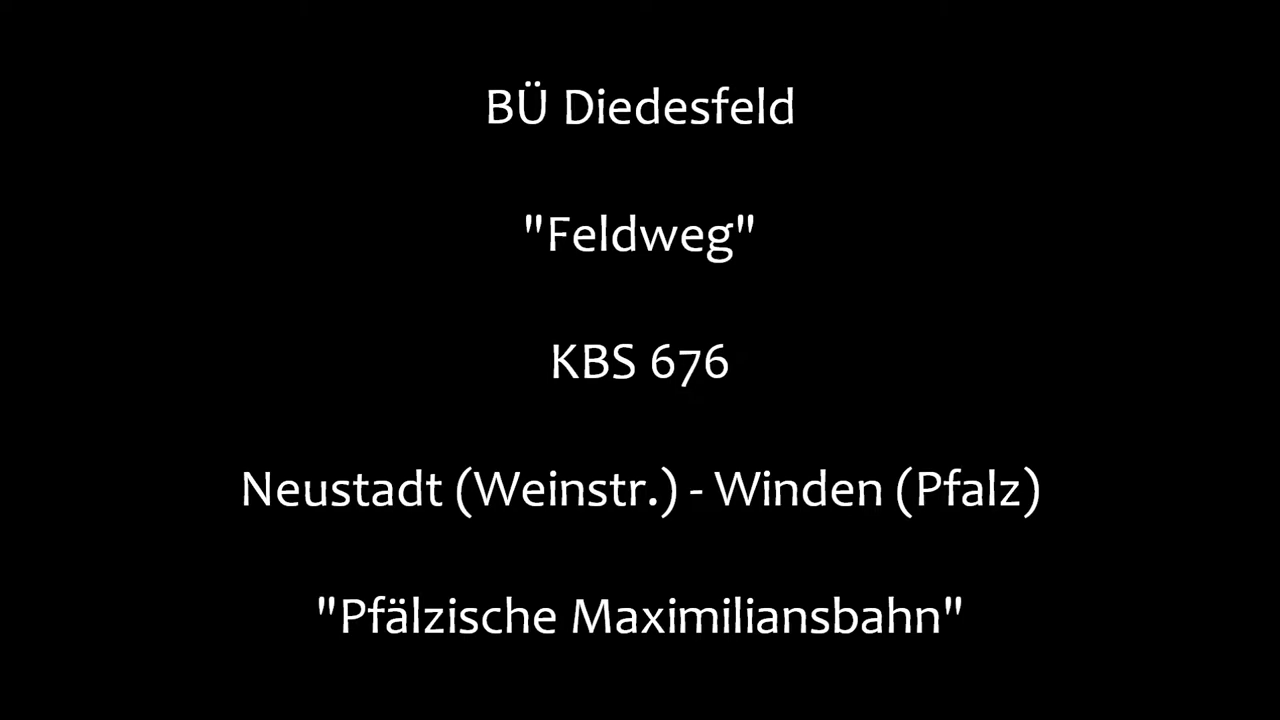 BÜ Diedesfeld
"Feldweg"
KBS 676
Neustadt (Weinstr.) - Winden (Pfalz)
"Pfälzische Maximiliansbahn"